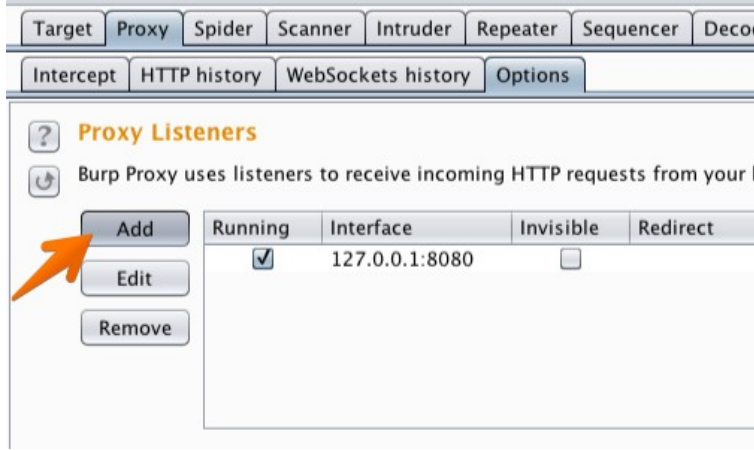 Target Proxy Spider Scanner Intruder Repeater Sequencer
Intercept HTTP history WebSockets history Options
? Proxy Listeners
Burp Proxy uses listeners to receive incoming HTTP requests from your
Add Running Interface Invisible Redirect
127.0.0.1:8080
Edit
Remove